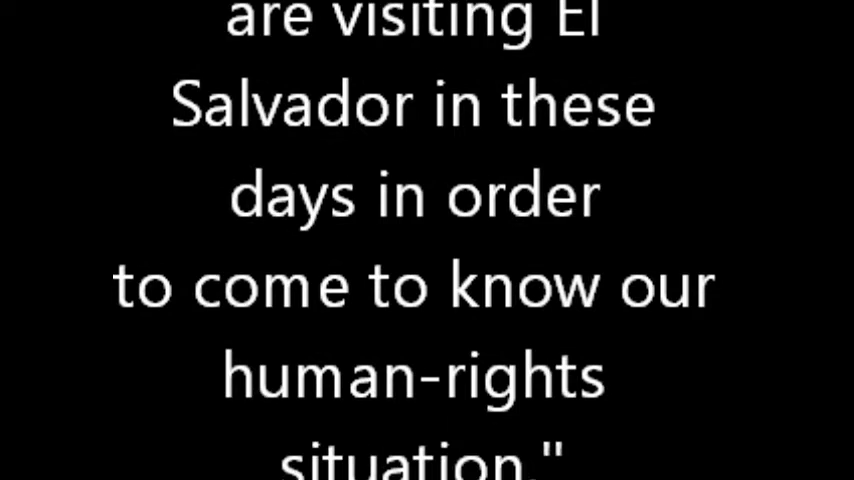 are visiting El
Salvador in these
days in order
to come to know our
human-rights
situation."